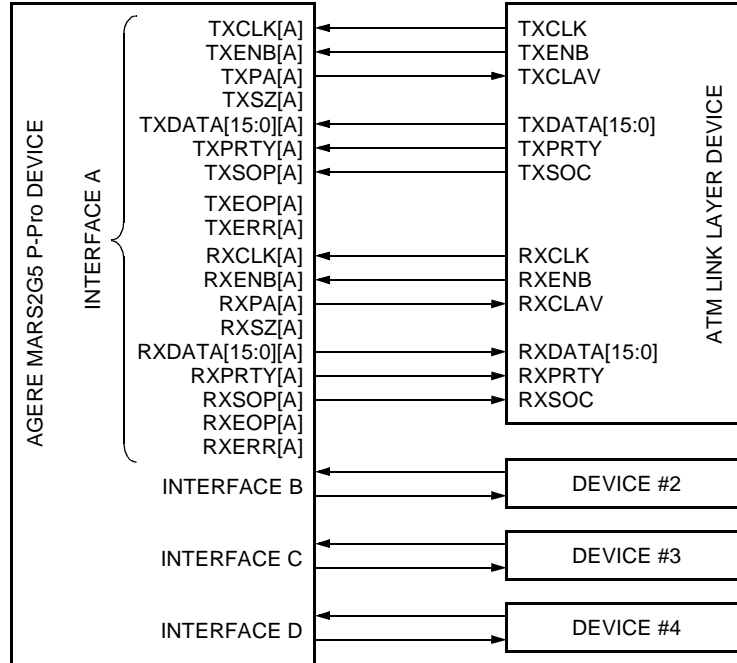 AGERE MARS2G5 P-Pro DEVICE
INTERFACE A
TXCLK[A]
TXENB[A]
TXPA[A]
TXSZ[A]
TXDATA[15:0][A]
TXPRTY[A]
TXSOP[A]
TXEOP[A]
TXERR[A]
RXCLK[A]
RXENB[A]
RXPA[A]
RXSZ[A]
RXDATA[15:0][A]
RXPRTY[A]
RXSOP[A]
RXEOP[A]
RXERR[A]
INTERFACE B
INTERFACE C
INTERFACE D
TXCLK
TXENB
TXCLAV
TXDATA[15:0]
TXPRTY
TXSOC
RXCLK
RXENB
RXCLAV
RXDATA[15:0]
RXPRTY
RXSOC
ATM LINK LAYER DEVICE
DEVICE #2
DEVICE #3
DEVICE #4